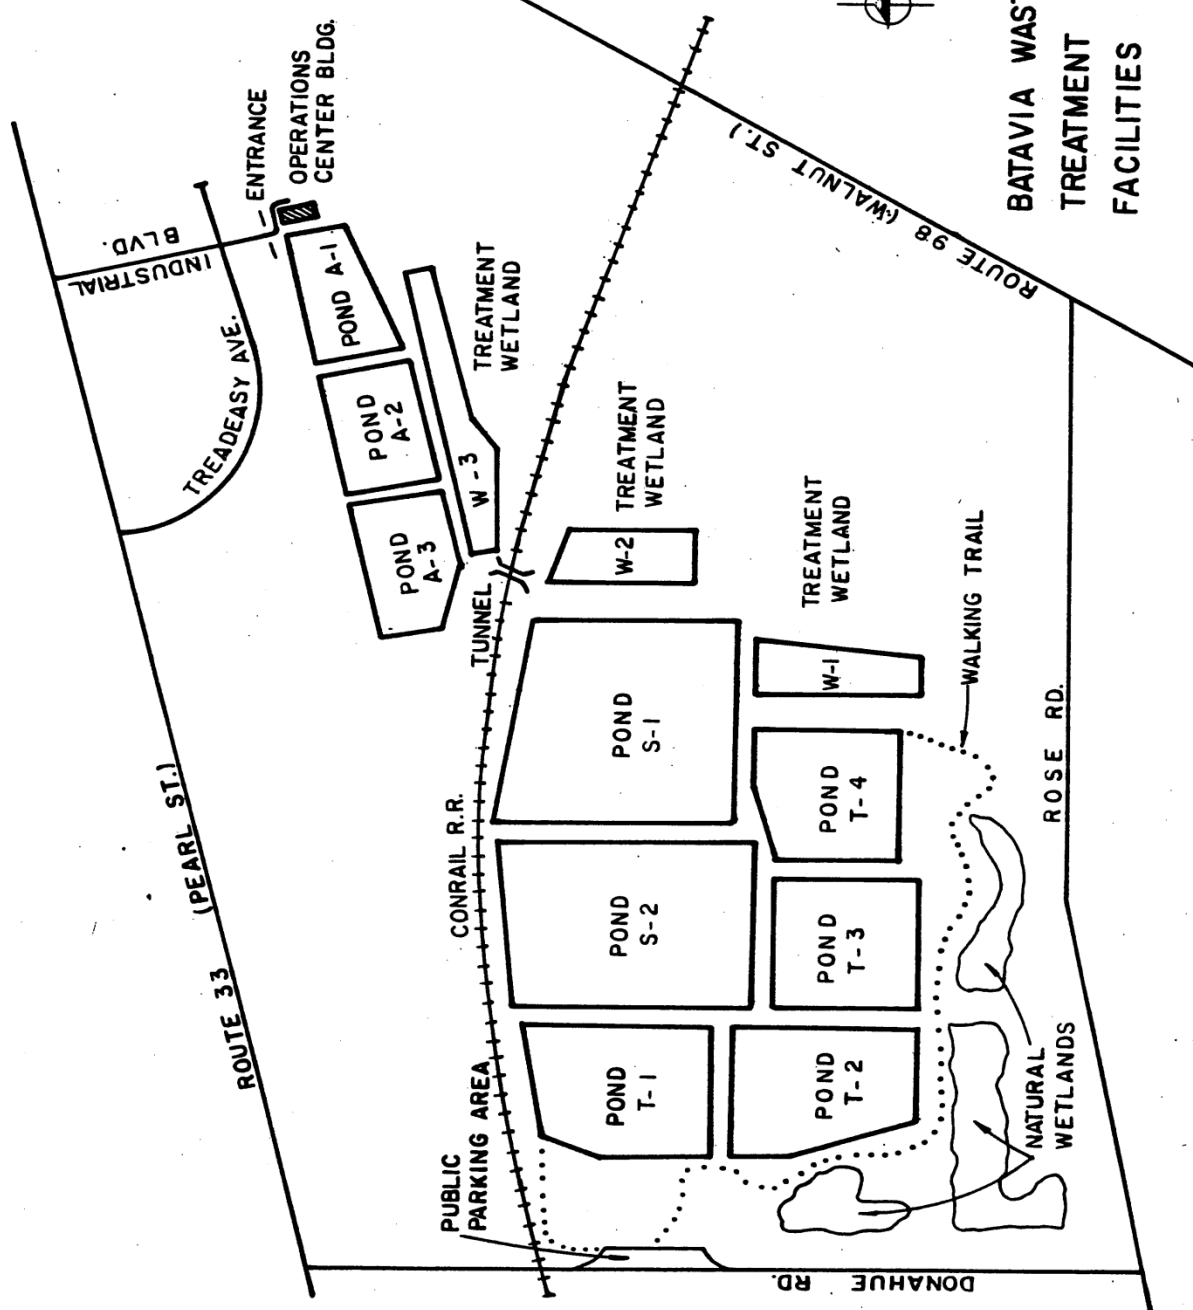 BATAVIA WAS
TREATMENT
FACILITIES
ROUTE 33
(PEARL ST.)
INDUSTRIAL
BLVD.
TREADEASY AVE.
ENTRANCE
OPERATIONS
CENTER BLDG.
POND A-1
POND
A-2
POND
A-3
W-3
TREATMENT
WETLAND
TUNNEL
CONRAIL R.R.
W-2
TREATMENT
WETLAND
ROUTE 98 (WALNUT ST.)
POND
S-1
POND
S-2
W-1
TREATMENT
WETLAND
POND
T-1
POND
T-2
POND
T-3
POND
T-4
WALKING TRAIL
PUBLIC
PARKING AREA
NATURAL
WETLANDS
ROSE RD.
DONAHUE RD.